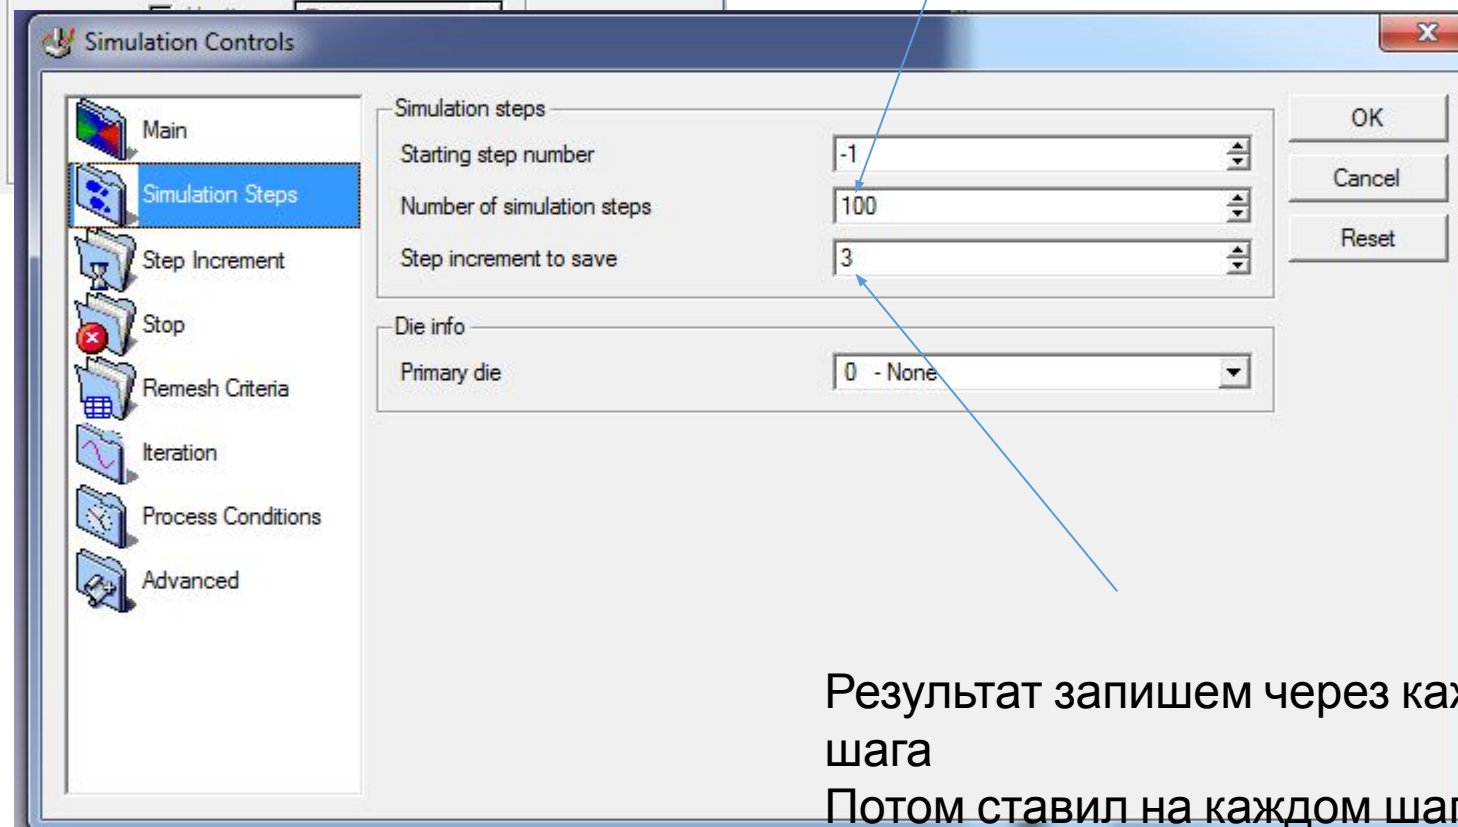 Simulation Controls
Main
Simulation Steps
Step Increment
Stop
Remesh Criteria
Iteration
Process Conditions
Advanced
Simulation steps
Starting step number -1
Number of simulation steps 100
Step increment to save 3
Die info
Primary die 0 - None
OK
Cancel
Reset
Результат запишем через
шага
Потом ставил на каждом